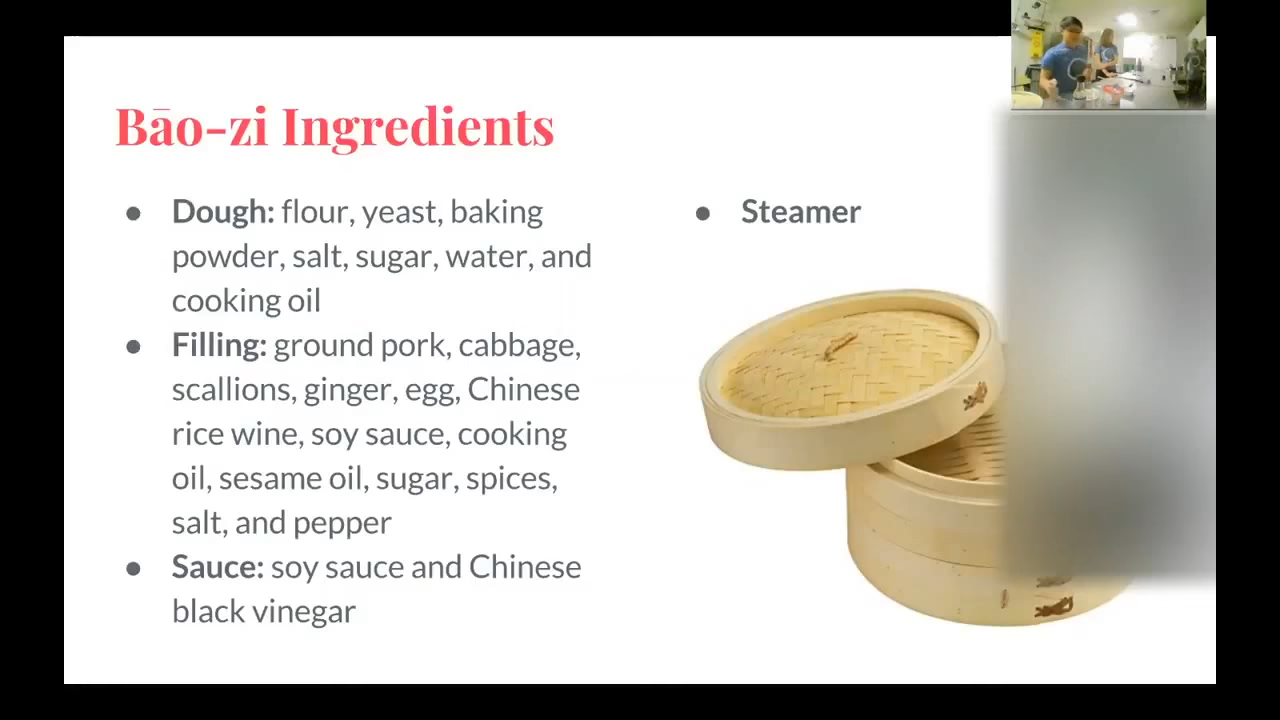 Bāo-zi Ingredients
● Dough: flour, yeast, baking
powder, salt, sugar, water, and
cooking oil
● Filling: ground pork, cabbage,
scallions, ginger, egg, Chinese
rice wine, soy sauce, cooking
oil, sesame oil, sugar, spices,
salt, and pepper
● Sauce: soy sauce and Chinese
black vinegar
● Steamer